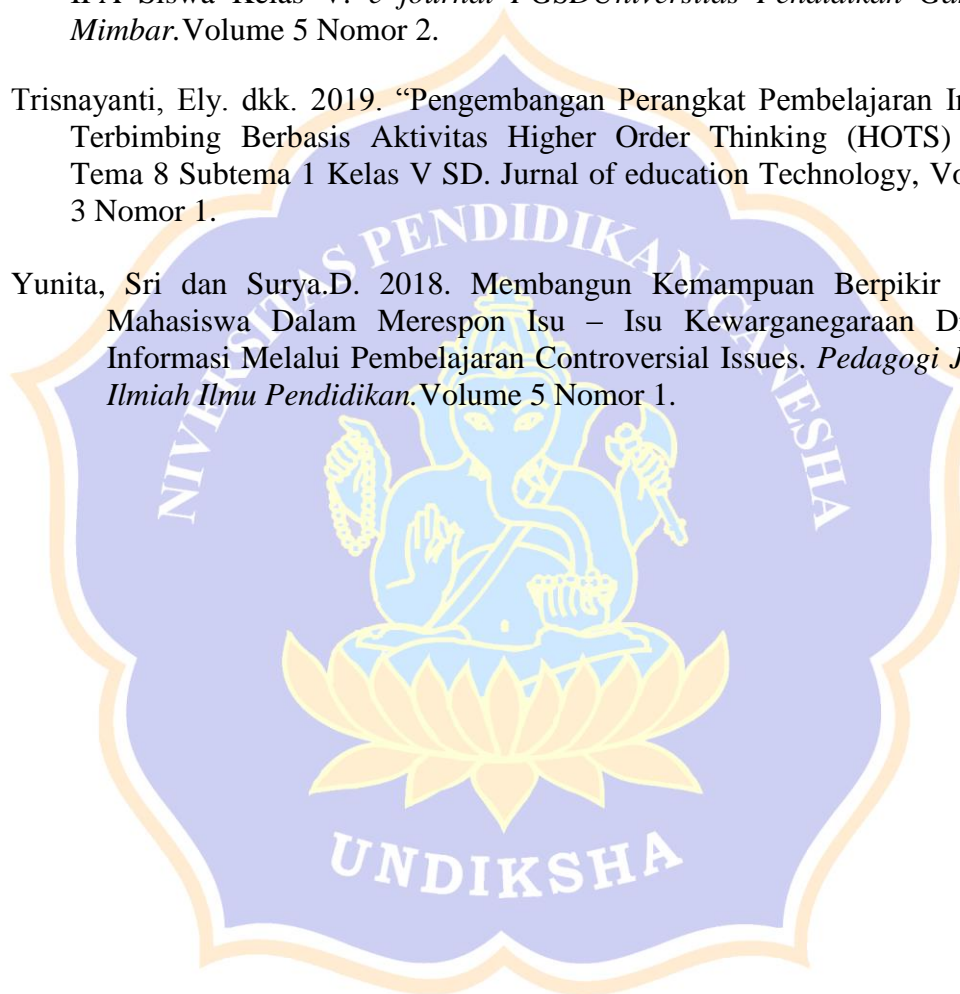 IPA Siswa Kelas V. e-journal PGSDUniversitas Pendidikan Ga
Mimbar.Volume 5 Nomor 2.
Trisnayanti, Ely. dkk. 2019. “Pengembangan Perangkat Pembelajaran In
Terbimbing Berbasis Aktivitas Higher Order Thinking (HOTS)
Tema 8 Subtema 1 Kelas V SD. Jurnal of education Technology, Vo
3 Nomor 1.
Yunita, Sri dan Surya.D. 2018. Membangun Kemampuan Berpikir
Mahasiswa Dalam Merespon Isu – Isu Kewarganegaraan D
Informasi Melalui Pembelajaran Controversial Issues. Pedagogi J
Ilmiah Ilmu Pendidikan.Volume 5 Nomor 1.
NIVERSITAS PENDIDIKAN GANESHA
UNDIKSHA